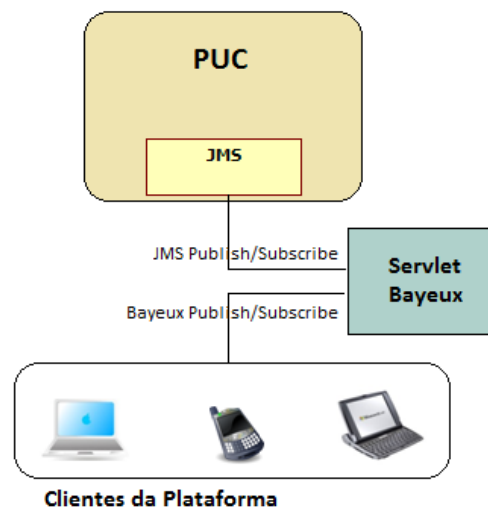 PUC
JMS
JMS Publish/Subscribe
Servlet
Bayeux
Bayeux Publish/Subscribe
Clientes da Plataforma